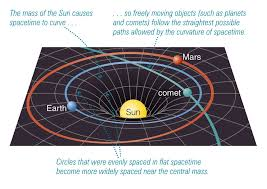 The mass of the Sun causes
spacetime to curve . . .
. . . so freely moving objects (such as planets
and comets) follow the straightest possible
paths allowed by the curvature of spacetime
Mars
comet
Earth
Sun
Circles that were evenly spaced in flat spacetime
become more widely spaced near the central mass.